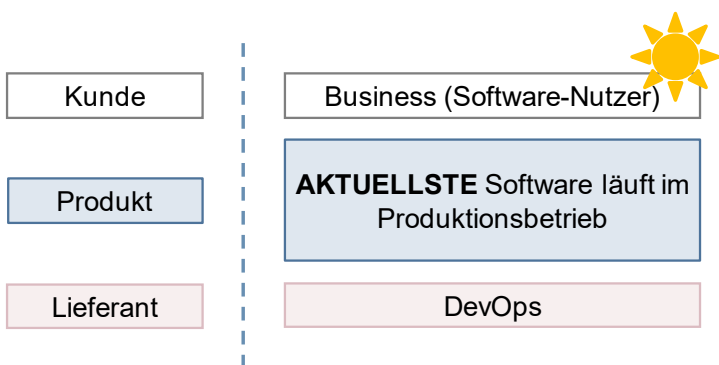 Kunde
Business (Software-Nutzer)
Produkt
AKTUELLSTE Software läuft im
Produktionsbetrieb
Lieferant
DevOps